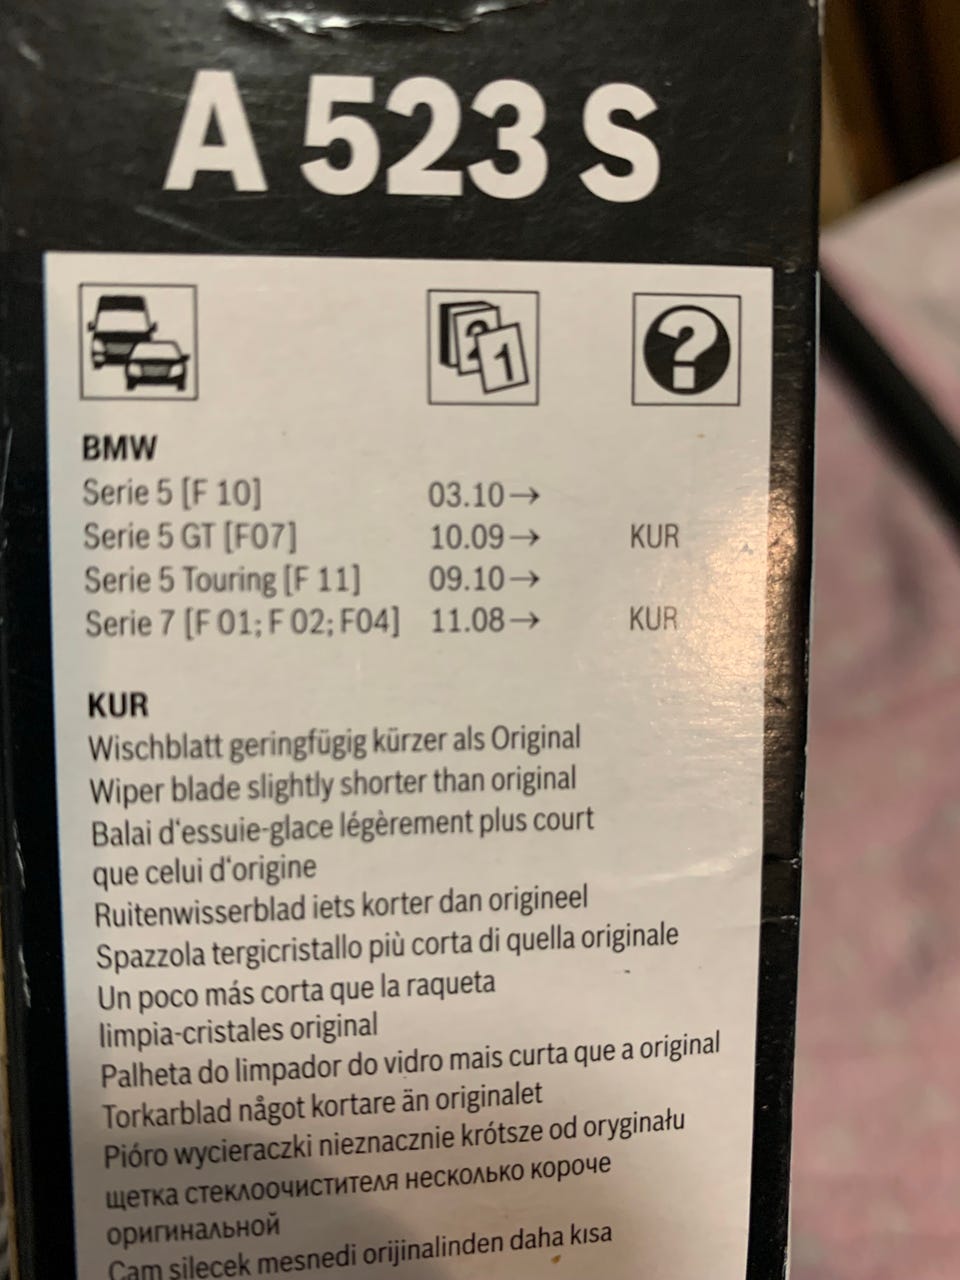 A 523 S
2 1 ?
BMW
Serie 5 [F 10] 03.10→
Serie 5 GT [F07] 10.09→ KUR
Serie 5 Touring [F 11] 09.10→
Serie 7 [F 01; F 02; F04] 11.08→ KUR
KUR
Wischblatt geringfügig kürzer als Original
Wiper blade slightly shorter than original
Balai d'essuie-glace légèrement plus court
que celui d'origine
Ruitenwisserblad iets korter dan origineel
Spazzola tergicristallo più corta di quella originale
Un poco más corta que la raqueta
limpia-cristales original
Palheta do limpador do vidro mais curta que a original
Torkarblad något kortare än originalet
Pióro wycieraczki nieznacznie krótsze od oryginału
щетка стеклоочистителя несколько короче
оригинальной
Cam silecek mesnedi orijinalinden daha kısa